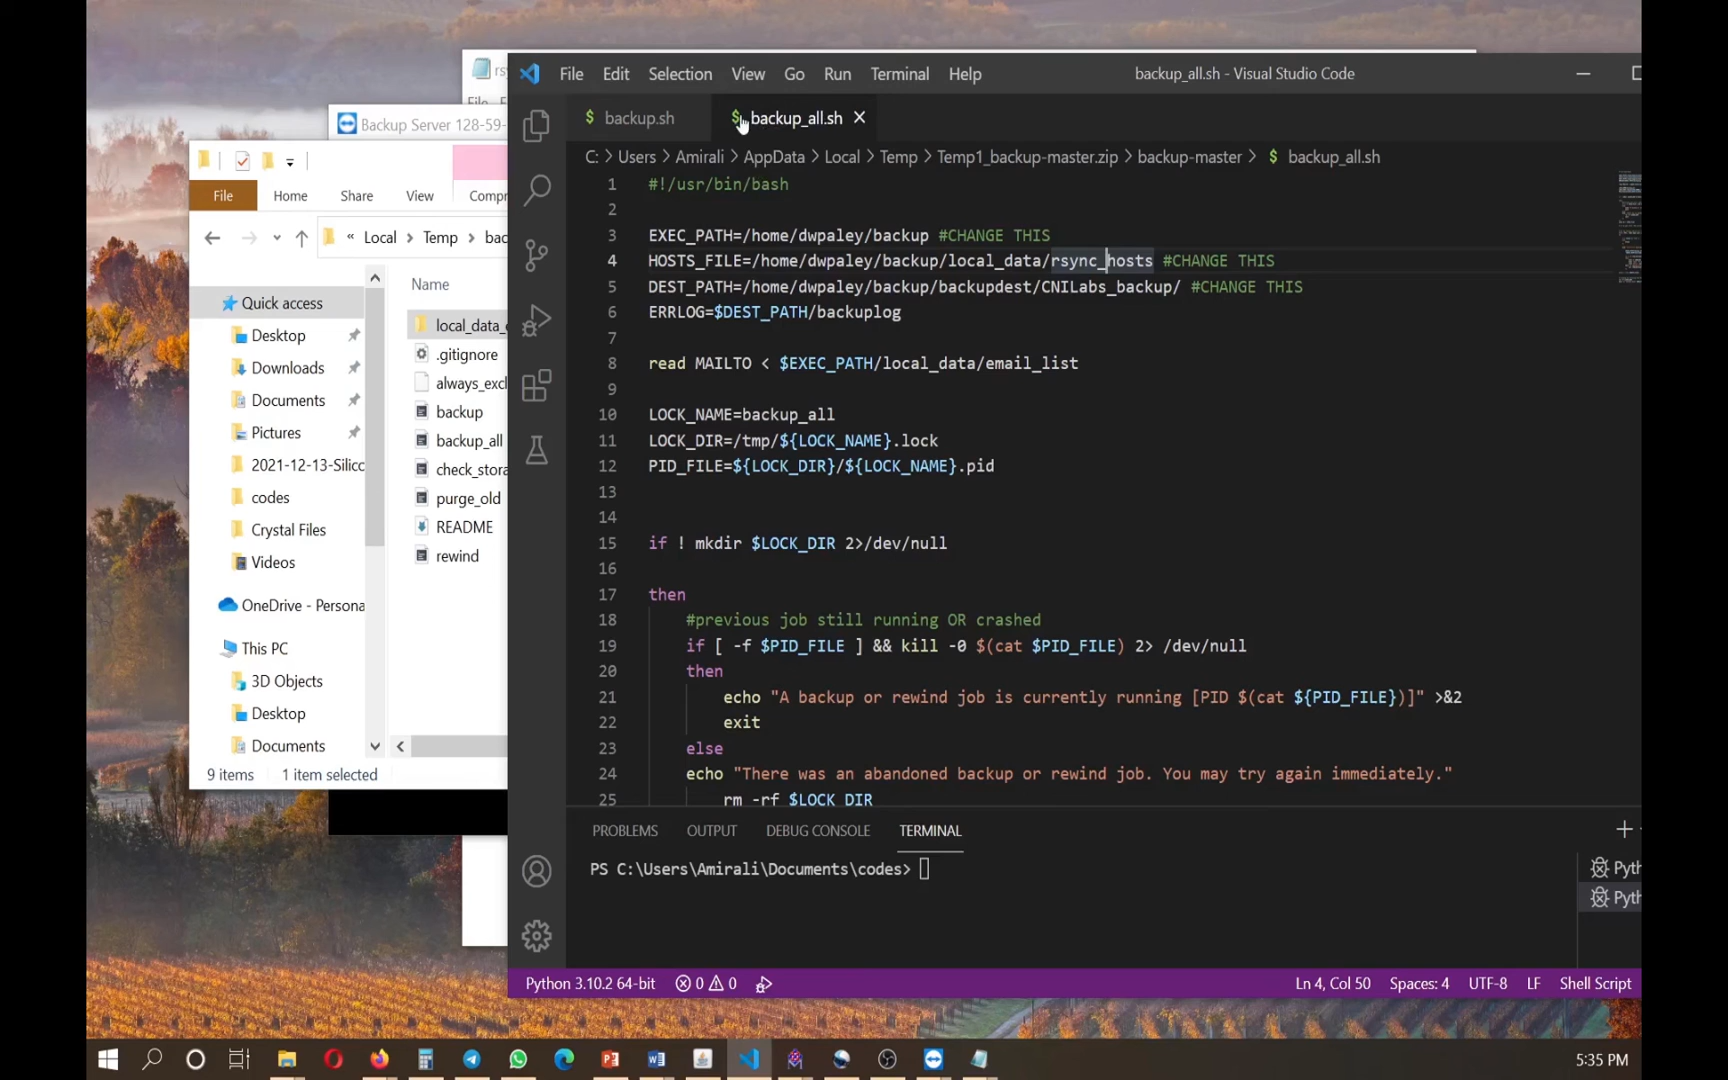 rs
File
Backup Server 128-59-
File Edit Selection View Go Run Terminal Help
backup_all.sh - Visual Studio Code
$ backup.sh
$ backup_all.sh
C: > Users > Amirali > AppData > Local > Temp > Temp1_backup-master.zip > backup-master > $ backup_all.sh
File Home Share View Compr
« Local > Temp > bac
Quick access
Desktop
Downloads
Documents
Pictures
2021-12-13-Silicc
codes
Crystal Files
Videos
OneDrive - Persona
This PC
3D Objects
Desktop
Documents
Name
local_data_
.gitignore
always_excl
backup
backup_all
check_stora
purge_old
README
rewind
9 items 1 item selected
1 #!/usr/bin/bash
2
3 EXEC_PATH=/home/dwpaley/backup #CHANGE THIS
4 HOSTS_FILE=/home/dwpaley/backup/local_data/rsync_hosts #CHANGE THIS
5 DEST_PATH=/home/dwpaley/backup/backupdest/CNILabs_backup/ #CHANGE THIS
6 ERRLOG=$DEST_PATH/backuplog
7
8 read MAILTO < $EXEC_PATH/local_data/email_list
9
10 LOCK_NAME=backup_all
11 LOCK_DIR=/tmp/${LOCK_NAME}.lock
12 PID_FILE=${LOCK_DIR}/${LOCK_NAME}.pid
13
14
15 if ! mkdir $LOCK_DIR 2>/dev/null
16
17 then
18 #previous job still running OR crashed
19 if [ -f $PID_FILE ] && kill -0 $(cat $PID_FILE) 2> /dev/null
20 then
21 echo "A backup or rewind job is currently running [PID $(cat ${PID_FILE})]" >&2
22 exit
23 else
24 echo "There was an abandoned backup or rewind job. You may try again immediately."
25 rm -rf $LOCK_DIR
PROBLEMS OUTPUT DEBUG CONSOLE TERMINAL
PS C:\Users\Amirali\Documents\codes>
Pyth
Pyth
Python 3.10.2 64-bit 0 0
Ln 4, Col 50 Spaces: 4 UTF-8 LF Shell Script
5:35 PM